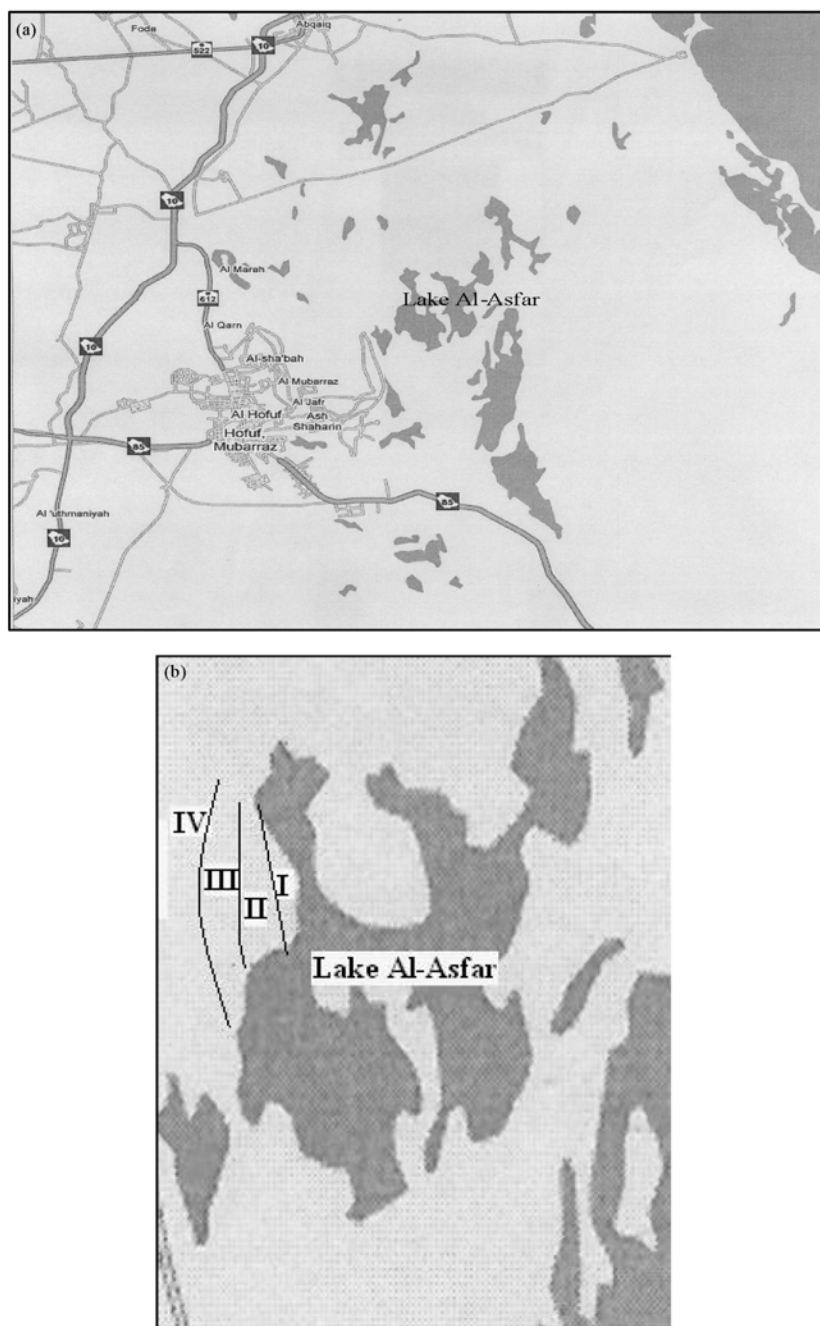 (a)
Foda
Abqaiq
10
522
10
Al Marah
Lake Al-Asfar
612
Al Qarn
10
Al-sha'bah
Al Mubarraz
Al Jafr
Al Hofuf
Ash
Shaharin
Hofuf,
Mubarraz
85
85
Al 'uthmaniyah
10
iyah
(b)
IV
III
I
II
Lake Al-Asfar